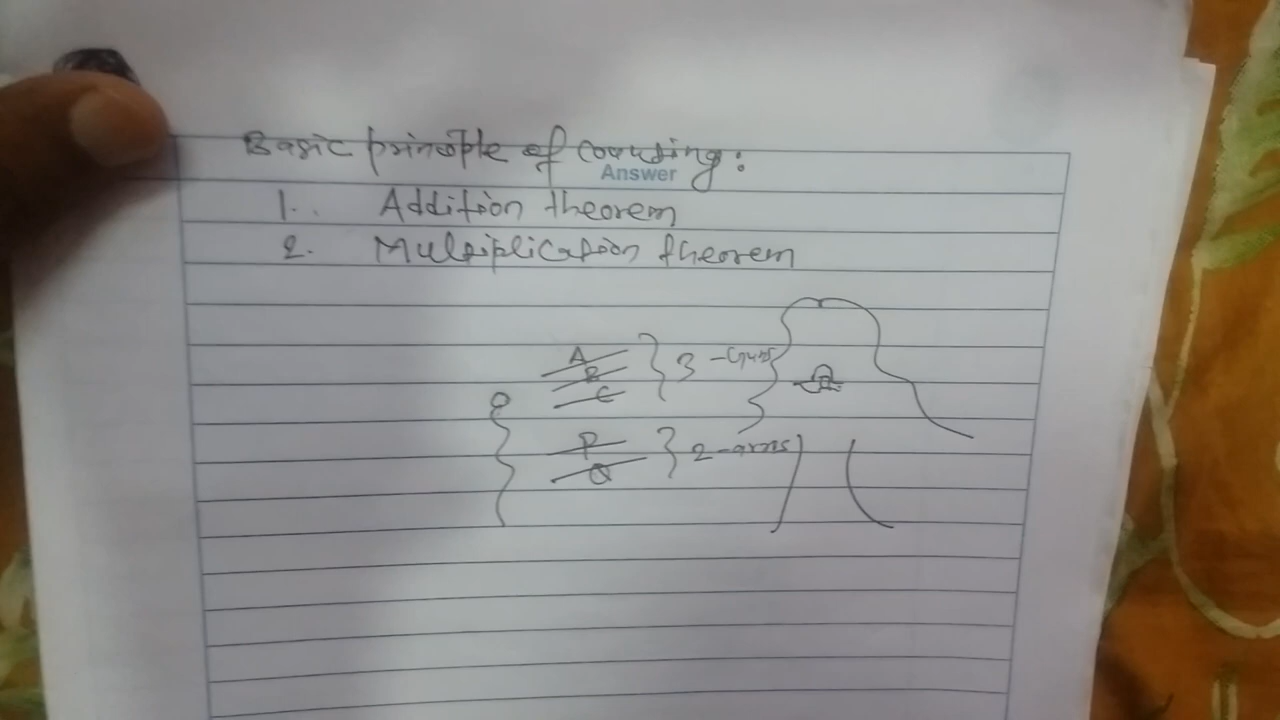 Basic principle of counting:
Answer
1. Addition theorem
2. Multiplication theorem
A
B
C
3 -
P
Q
2 -